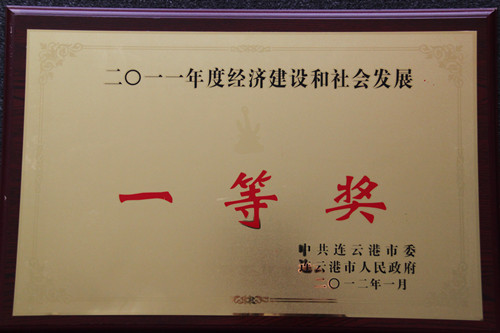 二〇一一年度经济建设和社会发展
一等奖
中共连云港市委
连云港市人民政府
二〇一二年一月